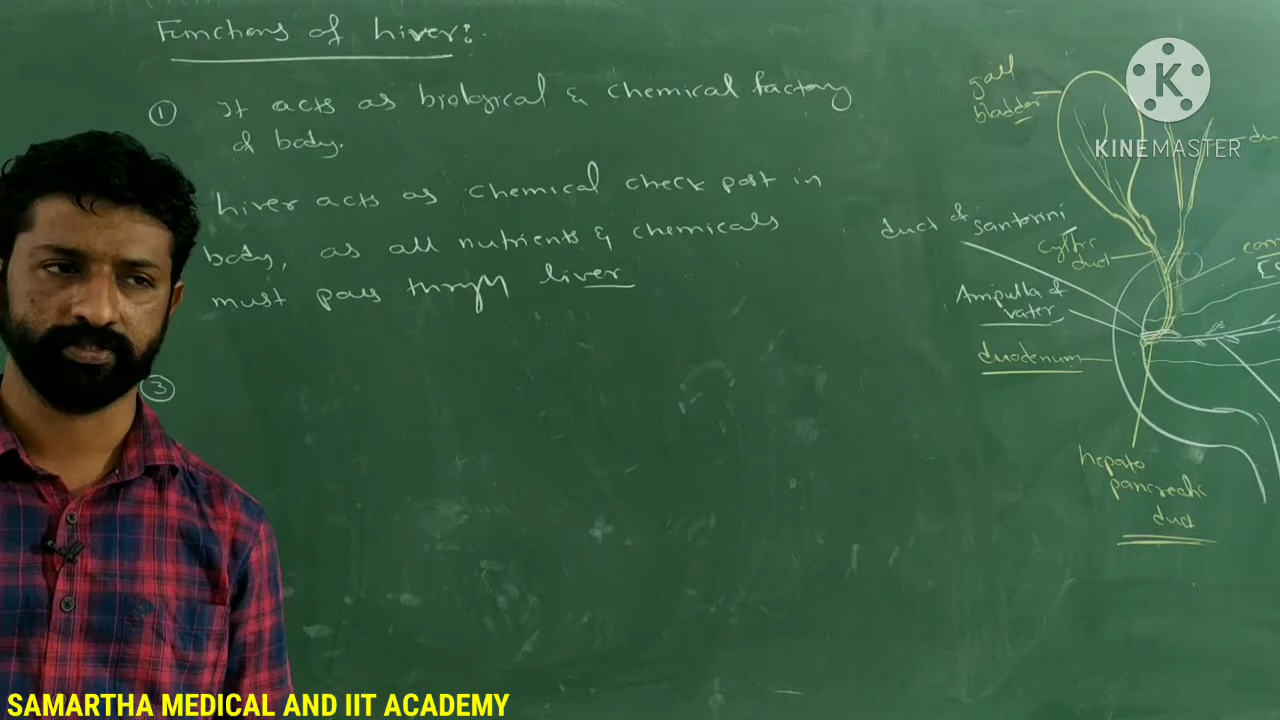 Functions of Liver:
① It acts as biological & chemical factory
of body.
Liver acts as chemical check post in
body, as all nutrients & chemicals
must pass through liver
③
gall
bladder
duct of santorini
cystic
duct
Ampulla of
vater
duodenum
hepato
pancreatic
duct
K
KINEMASTER
SAMARTHA MEDICAL AND IIT ACADEMY